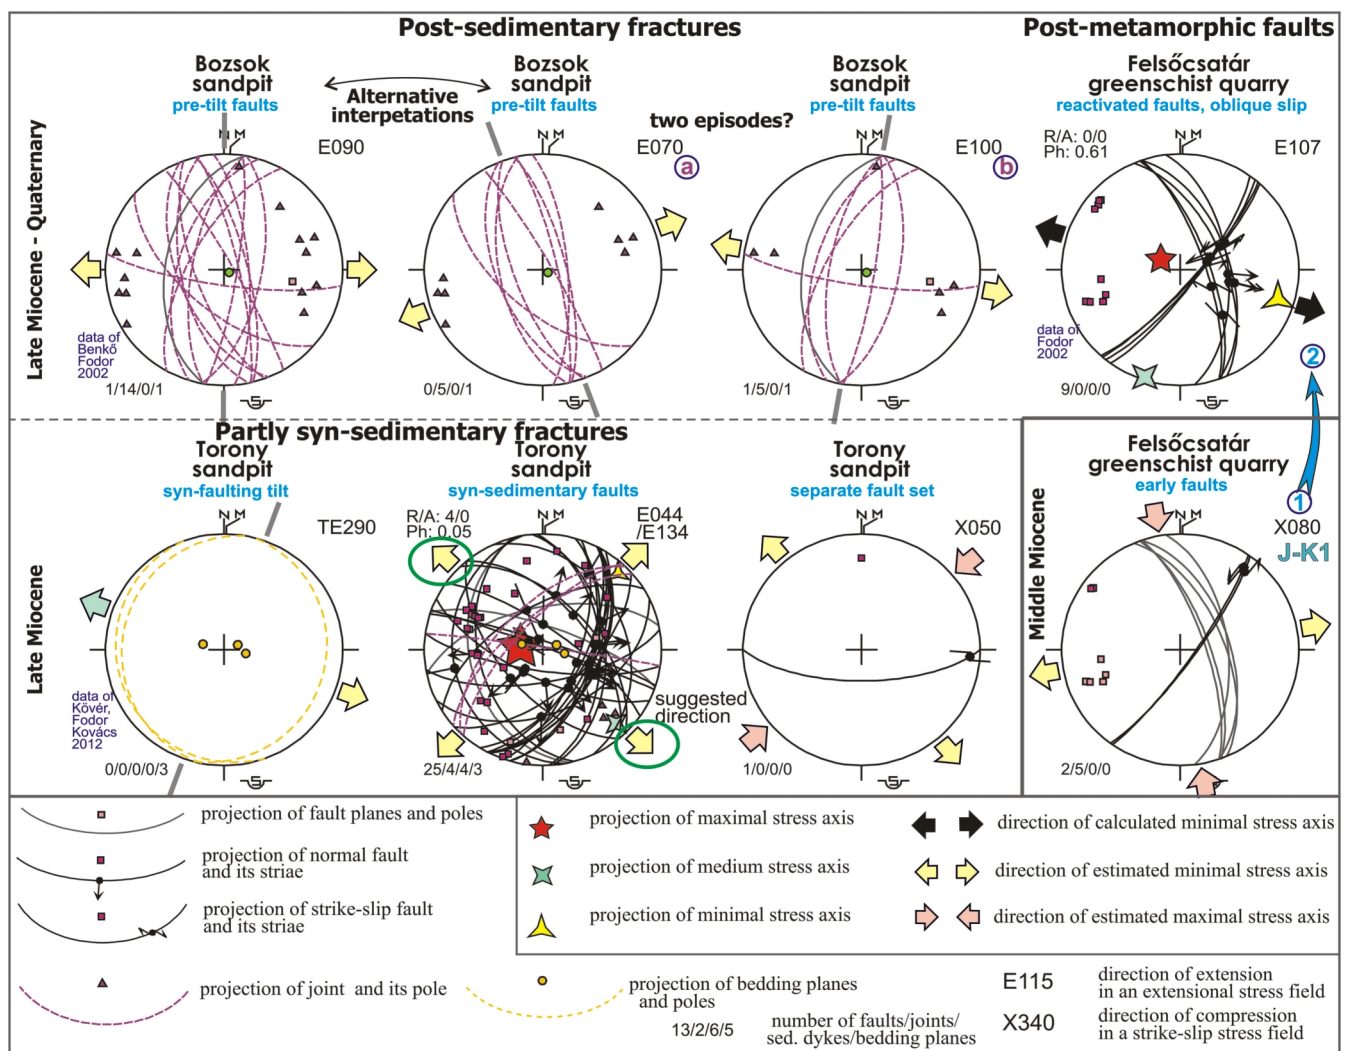 Post-sedimentary fractures
Post-metamorphic faults
Bozsok
sandpit
pre-tilt faults
Alternative
interpetations
Bozsok
sandpit
pre-tilt faults
two episodes?
Bozsok
sandpit
pre-tilt faults
Felsőcsatár
greenschist quarry
reactivated faults, oblique slip
Late Miocene - Quaternary
N M
E090
data of
Benkő
Fodor
2002
1/14/0/1
5
N M
E070
a
0/5/0/1
5
N M
E100
b
1/5/0/1
5
R/A: 0/0
Ph: 0.61
N M
E107
data of
Fodor
2002
9/0/0/0
5
2
Partly syn-sedimentary fractures
Late Miocene
Torony
sandpit
syn-faulting tilt
N M
TE290
data of
Kövér,
Fodor
Kovács
2012
0/0/0/0/3
5
Torony
sandpit
syn-sedimentary faults
R/A: 4/0
Ph: 0.05
N M
E044
/E134
suggested
direction
25/4/4/3
5
Torony
sandpit
separate fault set
N M
X050
1/0/0/0
5
Middle Miocene
Felsőcsatár
greenschist quarry
early faults
1
N M
X080
J-K1
2/5/0/0
5
projection of fault planes and poles
projection of normal fault
and its striae
projection of strike-slip fault
and its striae
projection of joint and its pole
projection of maximal stress axis
projection of medium stress axis
projection of minimal stress axis
direction of calculated minimal stress axis
direction of estimated minimal stress axis
direction of estimated maximal stress axis
projection of bedding planes
and poles
13/2/6/5
number of faults/joints/
sed. dykes/bedding planes
E115
direction of extension
in an extensional stress field
X340
direction of compression
in a strike-slip stress field